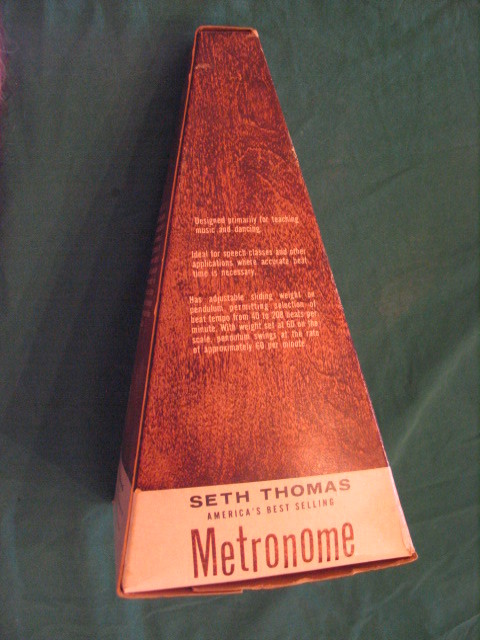 Designed primarily for teaching
music and dancing.
Ideal for speech classes and other
applications where accurate beat
time is necessary.
Has adjustable sliding weight on
pendulum permitting selection of
beat tempo from 40 to 208 beats per
minute. With weight set at 60 on the
scale, pendulum swings at the rate
of approximately 60 per minute.
SETH THOMAS
AMERICA'S BEST SELLING
Metronome